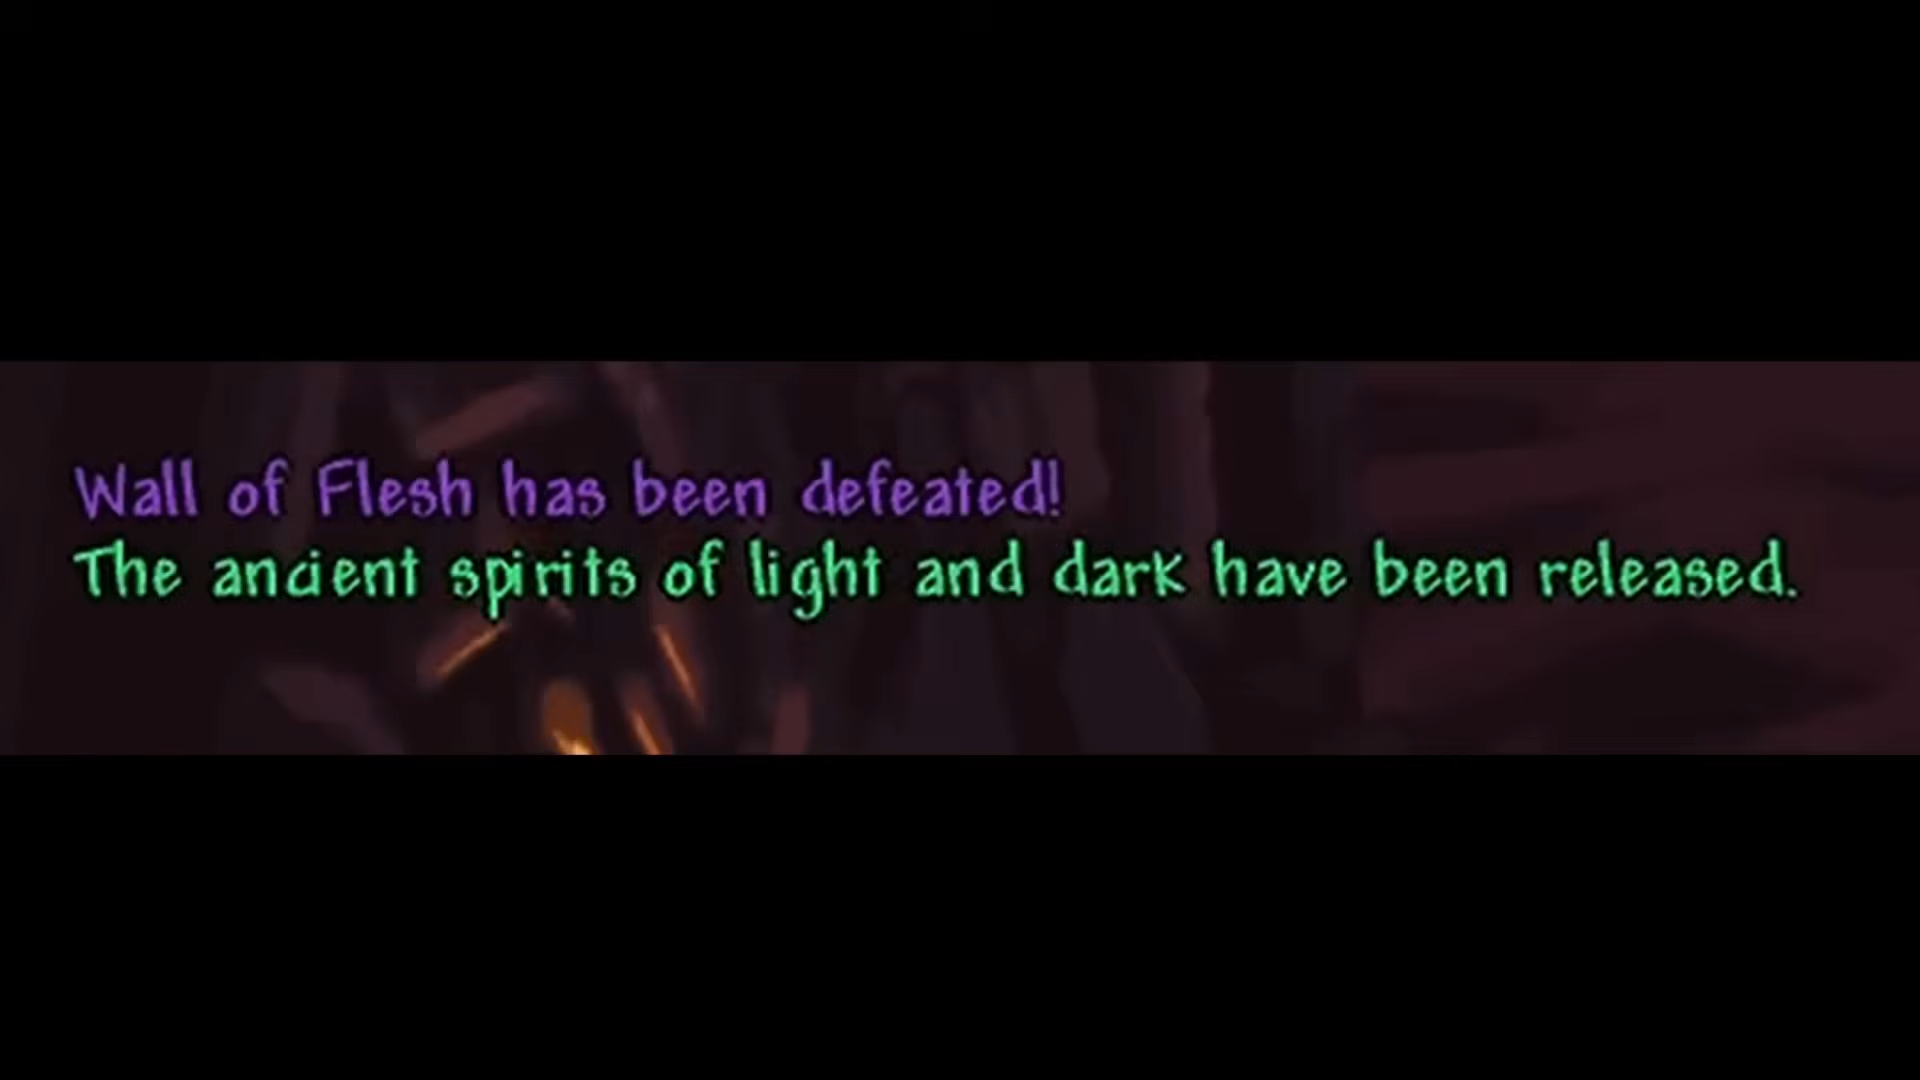 Wall of Flesh has been defeated!
The ancient spirits of light and dark have been released.